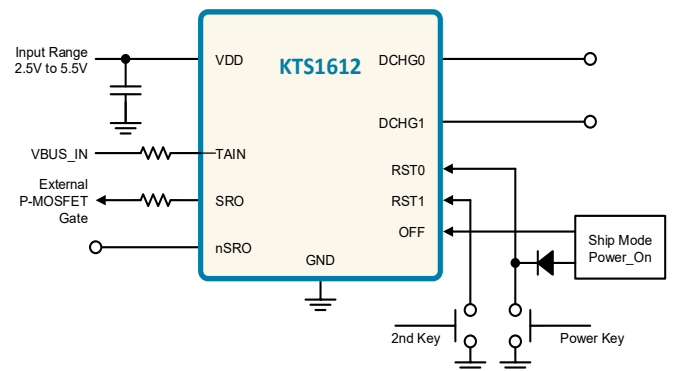 Input Range
2.5V to 5.5V
VDD
KTS1612
DCHG0
DCHG1
VBUS_IN
TAIN
RST0
External
P-MOSFET
Gate
SRO
RST1
OFF
nSRO
GND
Ship Mode
Power_On
2nd Key
Power Key